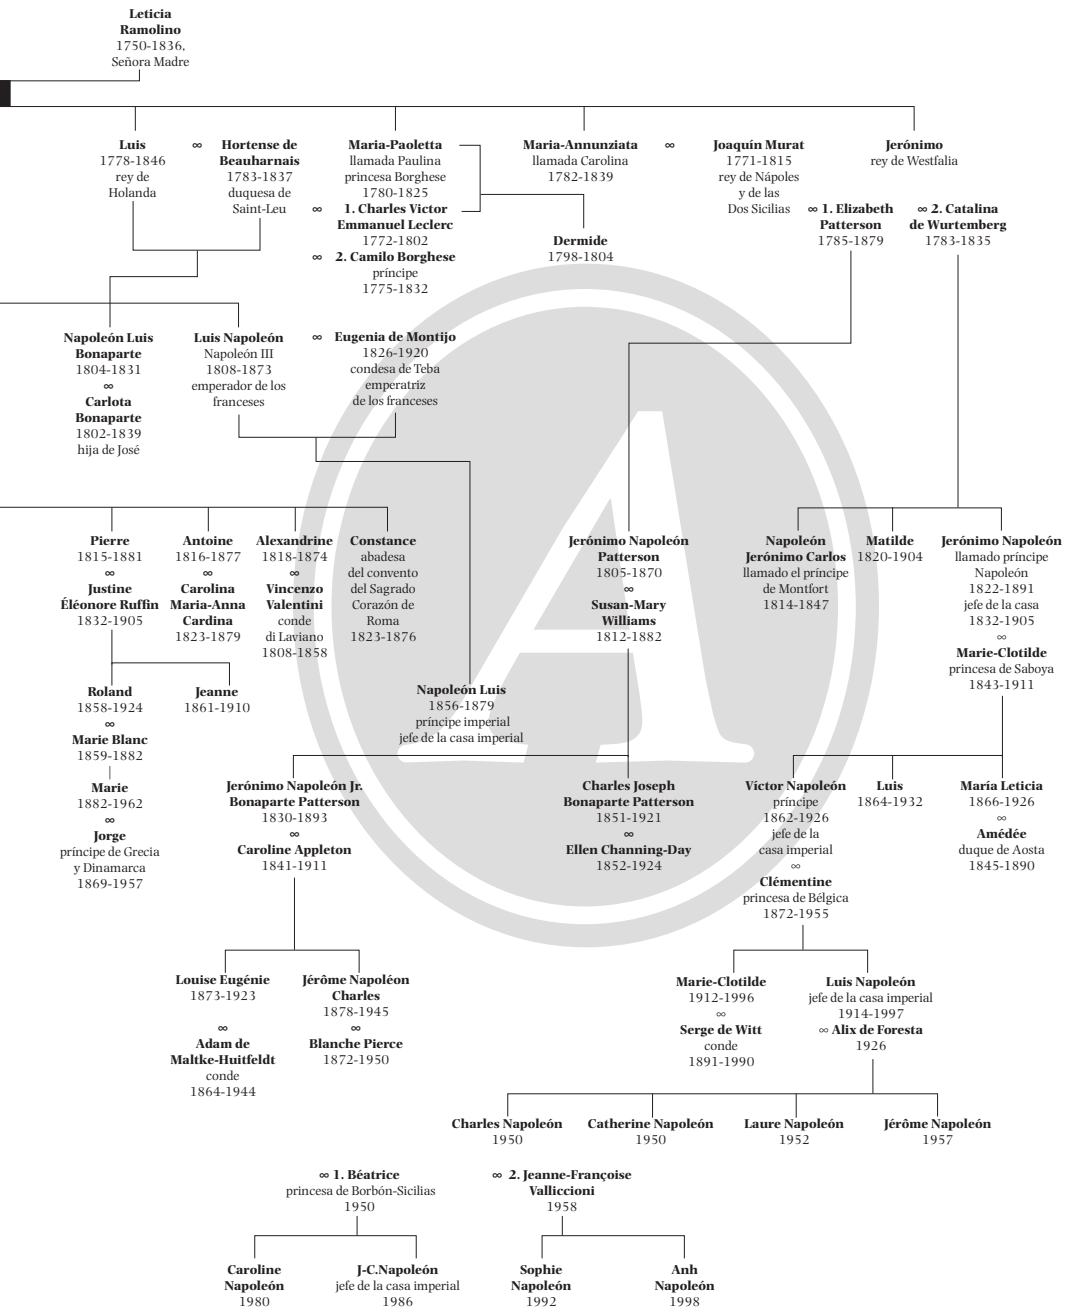 Leticia
Ramolino
1750-1836,
Señora Madre
Luis
1778-1846
rey de
Holanda
∞
Hortense de
Beauharnais
1783-1837
duquesa de
Saint-Leu
Maria-Paoletta
llamada Paulina
princesa Borghese
1780-1825
∞ 1. Charles Victor
Emmanuel Leclerc
1772-1802
∞ 2. Camilo Borghese
príncipe
1775-1832
Dermide
1798-1804
Maria-Annunziata
llamada Carolina
1782-1839
∞
Joaquín Murat
1771-1815
rey de Nápoles
y de las
Dos Sicilias
Jerónimo
rey de Westfalia
∞ 1. Elizabeth
Patterson
1785-1879
∞ 2. Catalina
de Wurtemberg
1783-1835
Napoleón Luis
Bonaparte
1804-1831
∞
Carlota
Bonaparte
1802-1839
hija de José
Luis Napoleón
Napoleón III
1808-1873
emperador de los
franceses
∞
Eugenia de Montijo
1826-1920
condesa de Teba
emperatriz
de los franceses
Pierre
1815-1881
∞
Justine
Éléonore Ruffin
1832-1905
Antoine
1816-1877
∞
Carolina
Maria-Anna
Cardina
1823-1879
Alexandrine
1818-1874
∞
Vincenzo
Valentini
conde
di Laviano
1808-1858
Constance
abadesa
del convento
del Sagrado
Corazón de
Roma
1823-1876
Jerónimo Napoleón
Patterson
1805-1870
∞
Susan-Mary
Williams
1812-1882
Napoleón
Jerónimo Carlos
llamado el príncipe
de Montfort
1814-1847
Matilde
1820-1904
Jerónimo Napoleón
llamado príncipe
Napoleón
1822-1891
jefe de la casa
1832-1905
∞
Marie-Clotilde
princesa de Saboya
1843-1911
Roland
1858-1924
∞
Marie Blanc
1859-1882
Jeanne
1861-1910
Napoleón Luis
1856-1879
príncipe imperial
jefe de la casa imperial
Marie
1882-1962
∞
Jorge
príncipe de Grecia
y Dinamarca
1869-1957
Jerónimo Napoleón Jr.
Bonaparte Patterson
1830-1893
∞
Caroline Appleton
1841-1911
Charles Joseph
Bonaparte Patterson
1851-1921
∞
Ellen Channing-Day
1852-1924
Víctor Napoleón
príncipe
1862-1926
jefe de la
casa imperial
∞
Clémentine
princesa de Bélgica
1872-1955
Luis
1864-1932
María Leticia
1866-1926
∞
Amédée
duque de Aosta
1845-1890
Louise Eugénie
1873-1923
∞
Adam de
Maltke-Huitfeldt
conde
1864-1944
Jérôme Napoléon
Charles
1878-1945
∞
Blanche Pierce
1872-1950
Marie-Clotilde
1912-1996
∞
Serge de Witt
conde
1891-1990
Luis Napoleón
jefe de la casa imperial
1914-1997
∞ Alix de Foresta
1926
Charles Napoleón
1950
Catherine Napoleón
1950
Laure Napoleón
1952
Jérôme Napoleón
1957
∞ 1. Béatrice
princesa de Borbón-Sicilias
1950
∞ 2. Jeanne-Françoise
Valliccioni
1958
Caroline
Napoleón
1980
J-C.Napoleón
jefe de la casa imperial
1986
Sophie
Napoleón
1992
Anh
Napoleón
1998
A